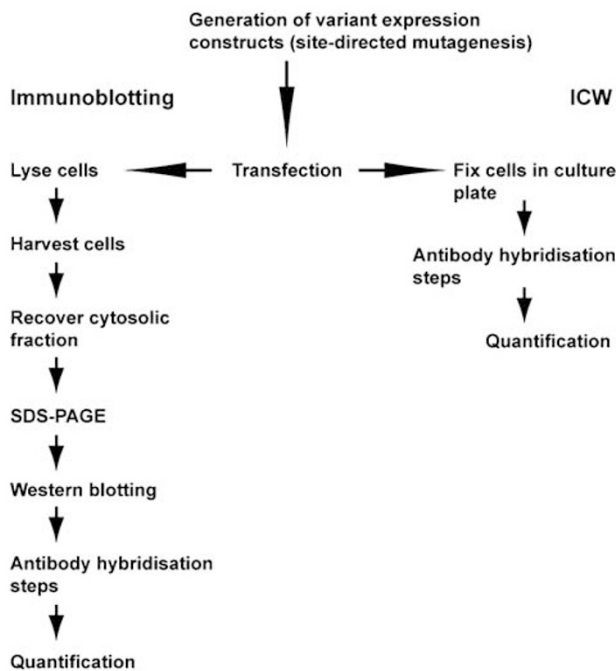 Generation of variant expression
constructs (site-directed mutagenesis)
Immunoblotting
ICW
Lyse cells
Transfection
Fix cells in culture
plate
Harvest cells
Antibody hybridisation
steps
Recover cytosolic
fraction
Quantification
SDS-PAGE
Western blotting
Antibody hybridisation
steps
Quantification